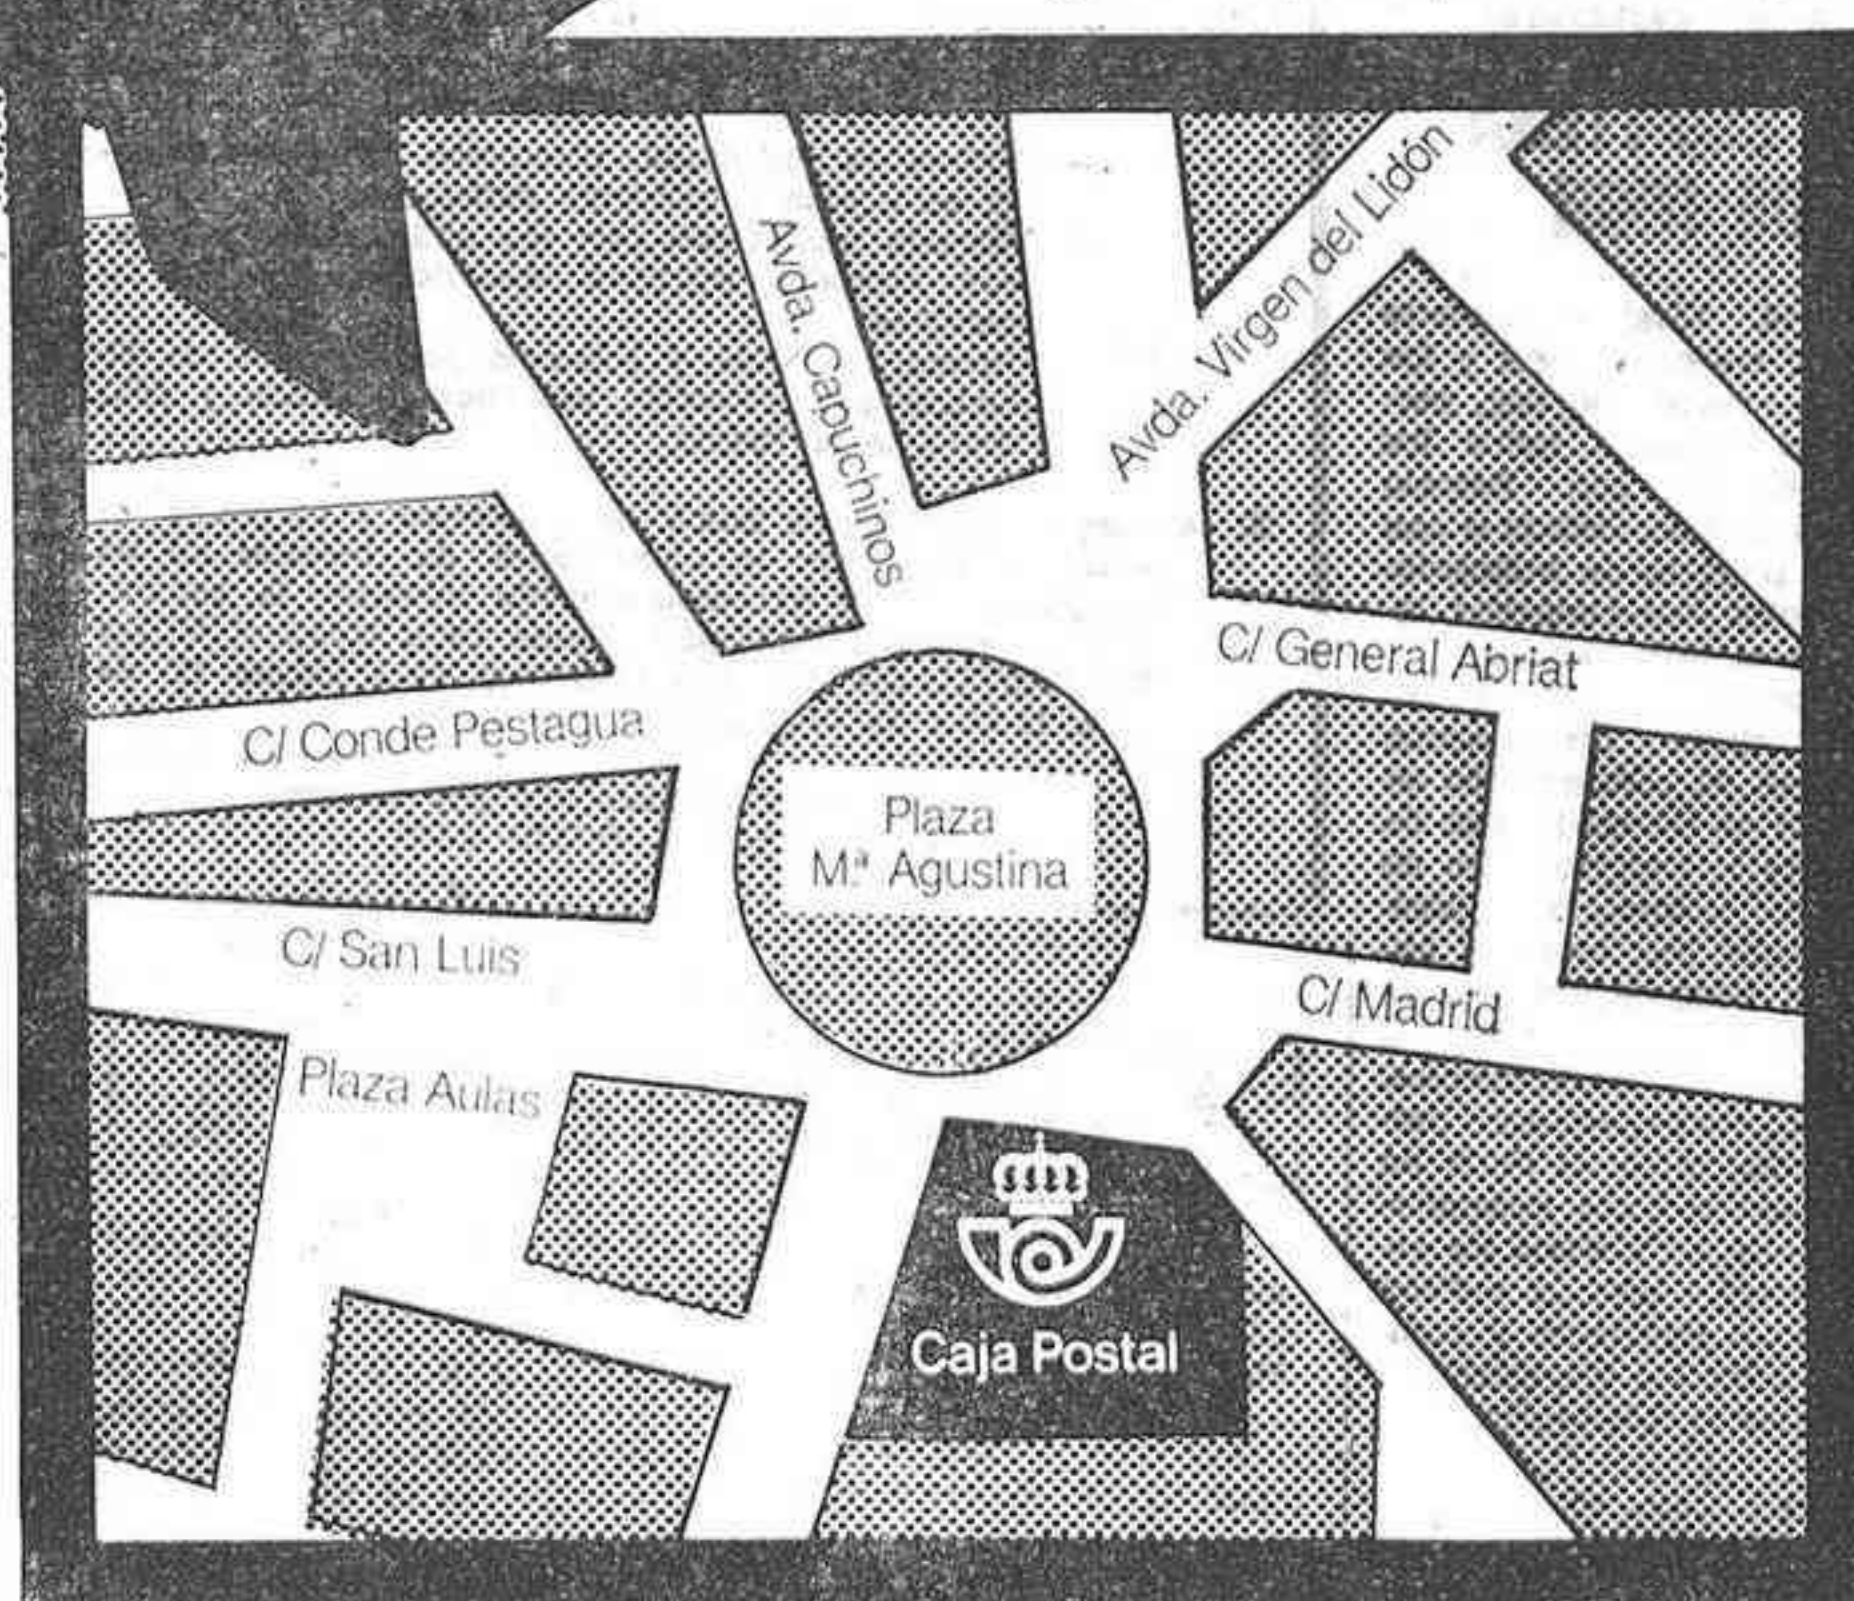 Avda. Capuchinos
Avda. Virgen del Lidón
C/ General Abriat
C/ Conde Pestagua
Plaza
M.ª Agustina
C/ San Luis
C/ Madrid
Plaza Aulas
Caja Postal